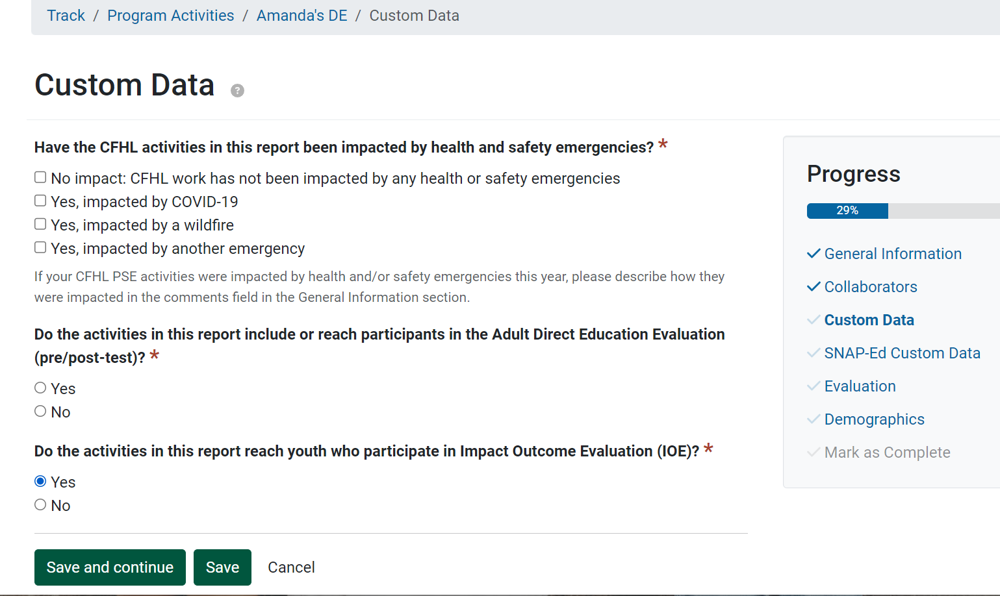 Track / Program Activities / Amanda's DE / Custom Data
Custom Data ?
Have the CFHL activities in this report been impacted by health and safety emergencies? *
No impact: CFHL work has not been impacted by any health or safety emergencies
Yes, impacted by COVID-19
Yes, impacted by a wildfire
Yes, impacted by another emergency
If your CFHL PSE activities were impacted by health and/or safety emergencies this year, please describe how they
were impacted in the comments field in the General Information section.
Do the activities in this report include or reach participants in the Adult Direct Education Evaluation
(pre/post-test)? *
Yes
No
Do the activities in this report reach youth who participate in Impact Outcome Evaluation (IOE)? *
Yes
No
Save and continue
Save
Cancel
Progress
29%
General Information
Collaborators
Custom Data
SNAP-Ed Custom Data
Evaluation
Demographics
Mark as Complete